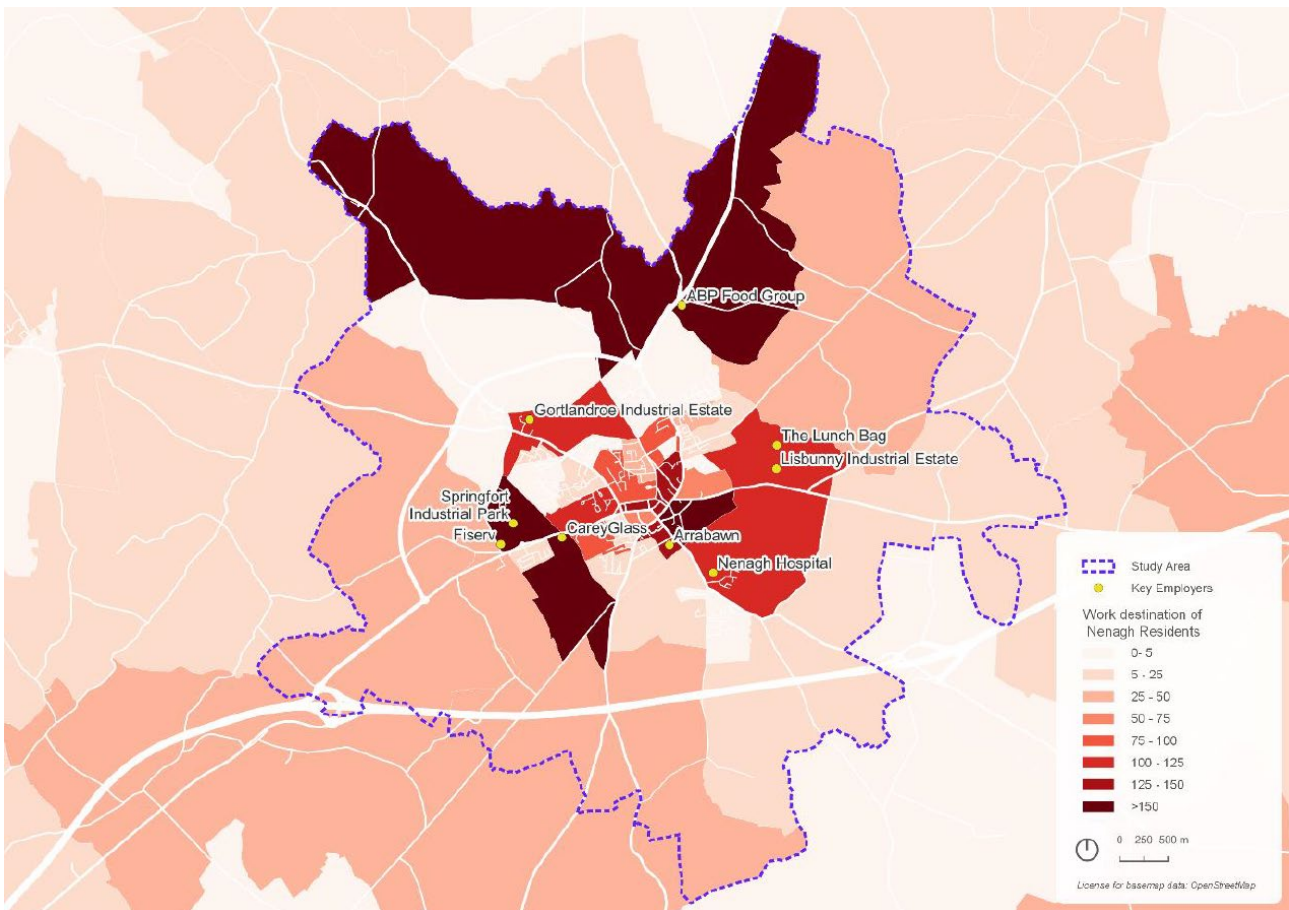 ABP Food Group
Gortlandroe Industrial Estate
The Lunch Bag
Lisbunny Industrial Estate
Springfort
Industrial Park
Fiserv
CareyGlass
Arrabawn
Nenagh Hospital
Study Area
Key Employers
Work destination of
Nenagh Residents
0- 5
5 - 25
25 - 50
50 - 75
75 - 100
100 - 125
125 - 150
>150
0 250 500 m
License for basemap data: OpenStreetMap